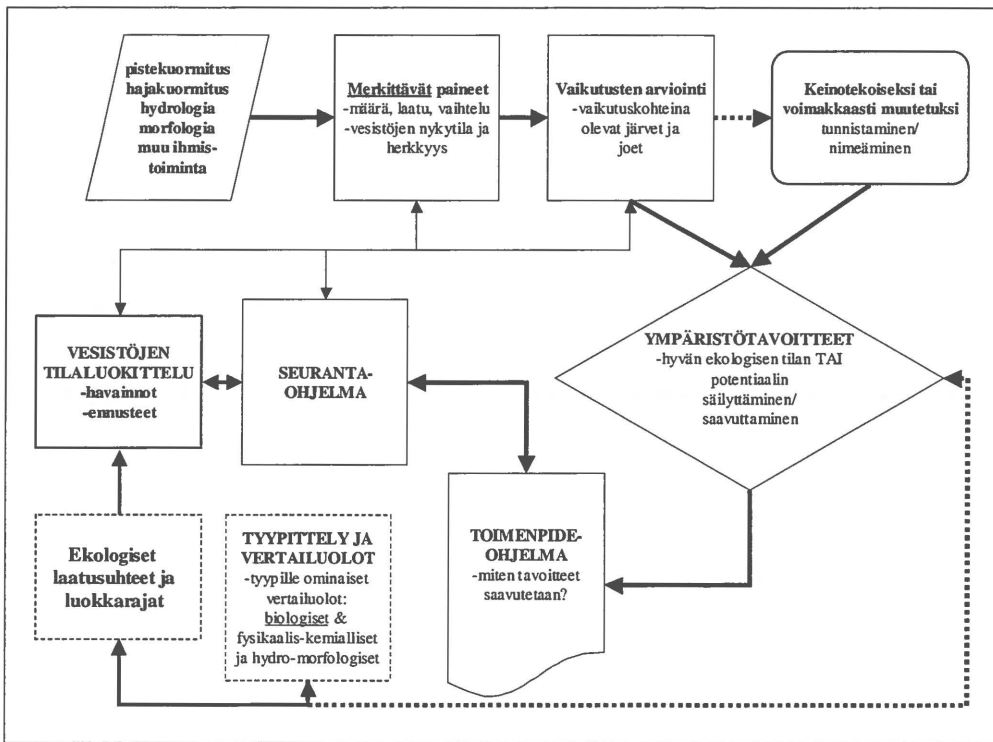 pistekuormitus
hajakuormitus
hydrologia
morfologia
muu ihmis-
toiminta
Merkittävät paineet
-määrä, laatu, vaihtelu
-vesistöjen nykytila ja
herkkyys
Vaikutusten arviointi
-vaikutuskohteina
olevat järvet ja
joet
Keinotekoiseksi tai
voimakkaasti muutetuksi
tunnistaminen/
nimeäminen
VESISTÖJEN
TILALUOKITTELU
-havainnot
-ennusteet
SEURANTA-
OHJELMA
YMPÄRISTÖTAVOITTEET
-hyvän ekologisen tilan TAI
potentiaalin
säilyttäminen/
saavuttaminen
Ekologiset
laatusuhteet ja
luokkarajat
TYYPITTELY JA
VERTAILUOLOT
-tyypille ominaiset
vertailuolot:
biologiset &
fysikaalis-kemialliset
ja hydro-morfologiset
TOIMENPIDE-
OHJELMA
-miten tavoitteet
saavutetaan?